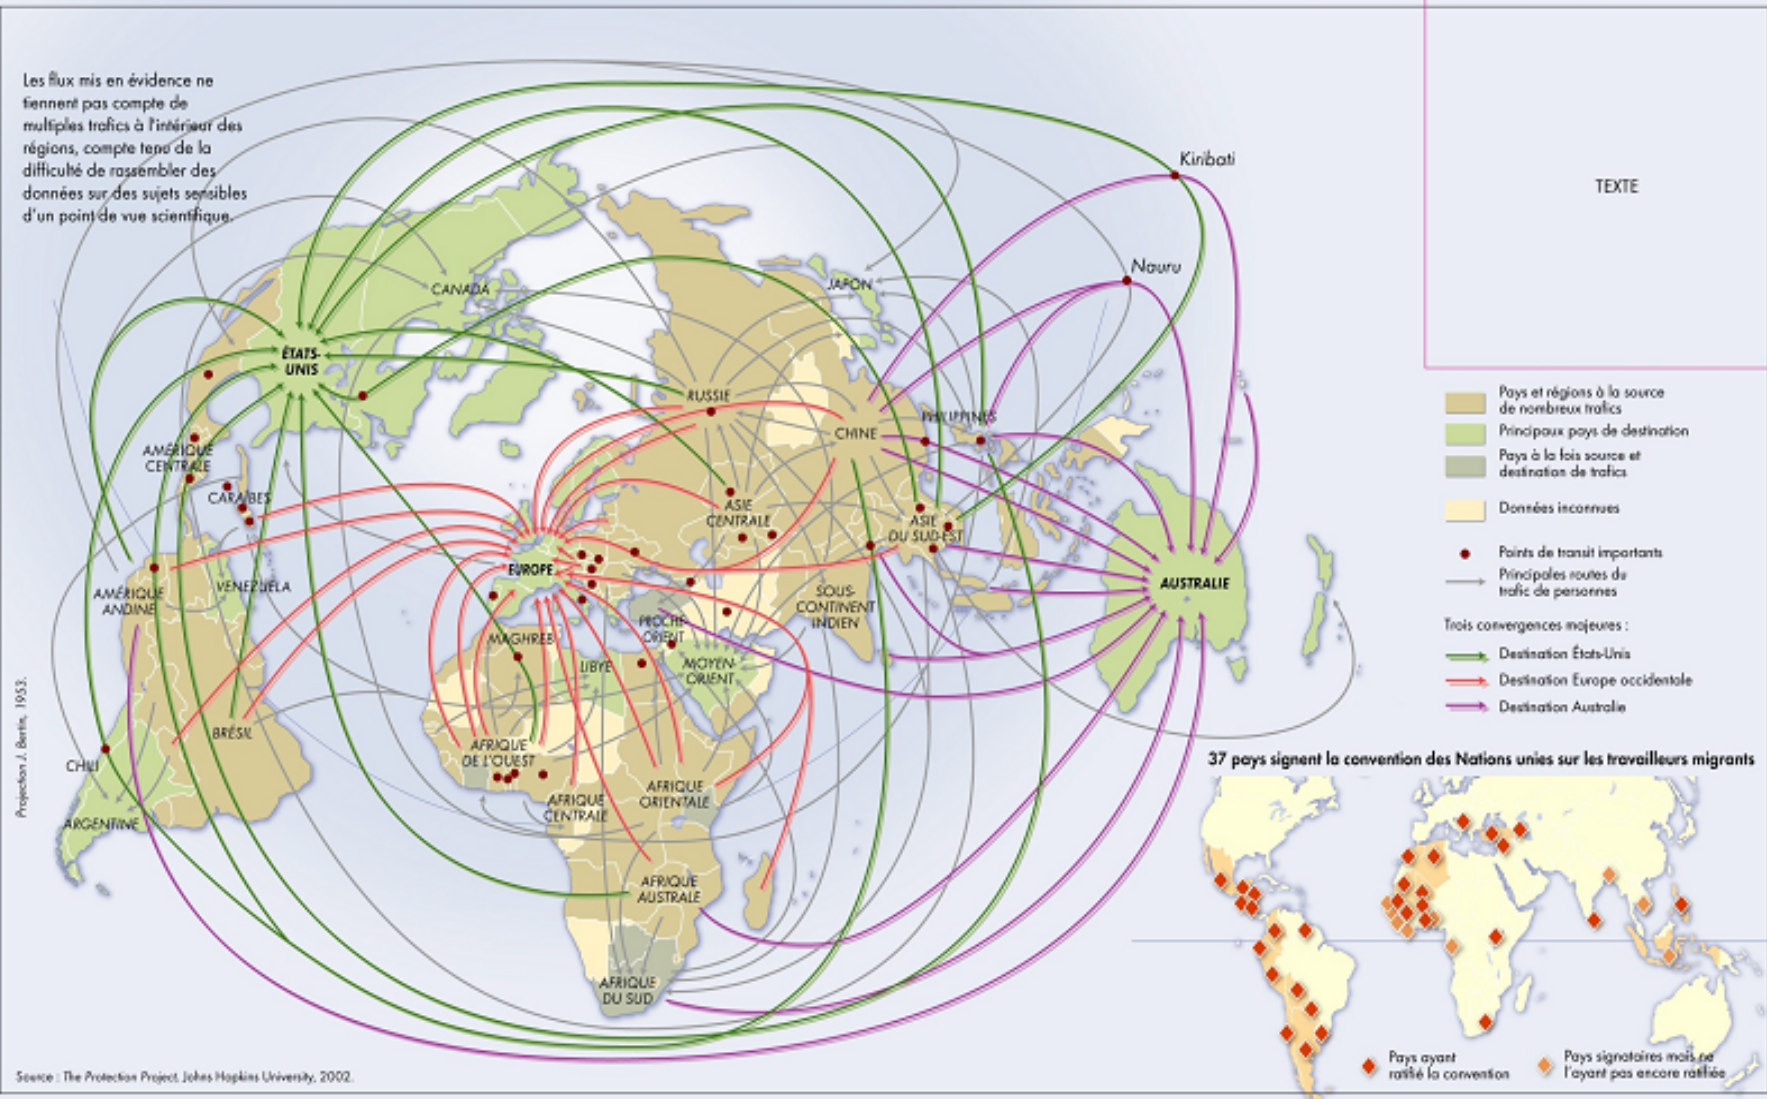 Les flux mis en évidence ne
tiennent pas compte de
multiples trafics à l'intérieur des
régions, compte tenu de la
difficulté de rassembler des
données sur des sujets sensibles
d'un point de vue scientifique.
Kiribati
TEXTE
Nauru
CANADA
JAPON
ÉTATS-
UNIS
RUSSIE
PHILIPPINES
CHINE
AMÉRIQUE
CENTRALE
CARAÏBES
ASIE
CENTRALE
ASIE
DU SUD-EST
EUROPE
AUSTRALIE
VENEZUELA
AMÉRIQUE
ANDINE
SOUS-
CONTINENT
INDIEN
PROCHE-
ORIENT
MAGHREB
LIBYE
MOYEN-
ORIENT
BRÉSIL
AFRIQUE
DE L'OUEST
CHILI
AFRIQUE
CENTRALE
AFRIQUE
ORIENTALE
ARGENTINE
AFRIQUE
AUSTRALE
AFRIQUE
DU SUD
Pays et régions à la source
de nombreux trafics
Principaux pays de destination
Pays à la fois source et
destination de trafics
Données inconnues
Points de transit importants
Principales routes du
trafic de personnes
Trois convergences majeures :
Destination États-Unis
Destination Europe occidentale
Destination Australie
37 pays signent la convention des Nations unies sur les travailleurs migrants
Pays ayant
ratifié la convention
Pays signataires mais ne
l'ayant pas encore ratifiée
Projection J. Bertin, 1953.
Source : The Protection Project, Johns Hopkins University, 2002.